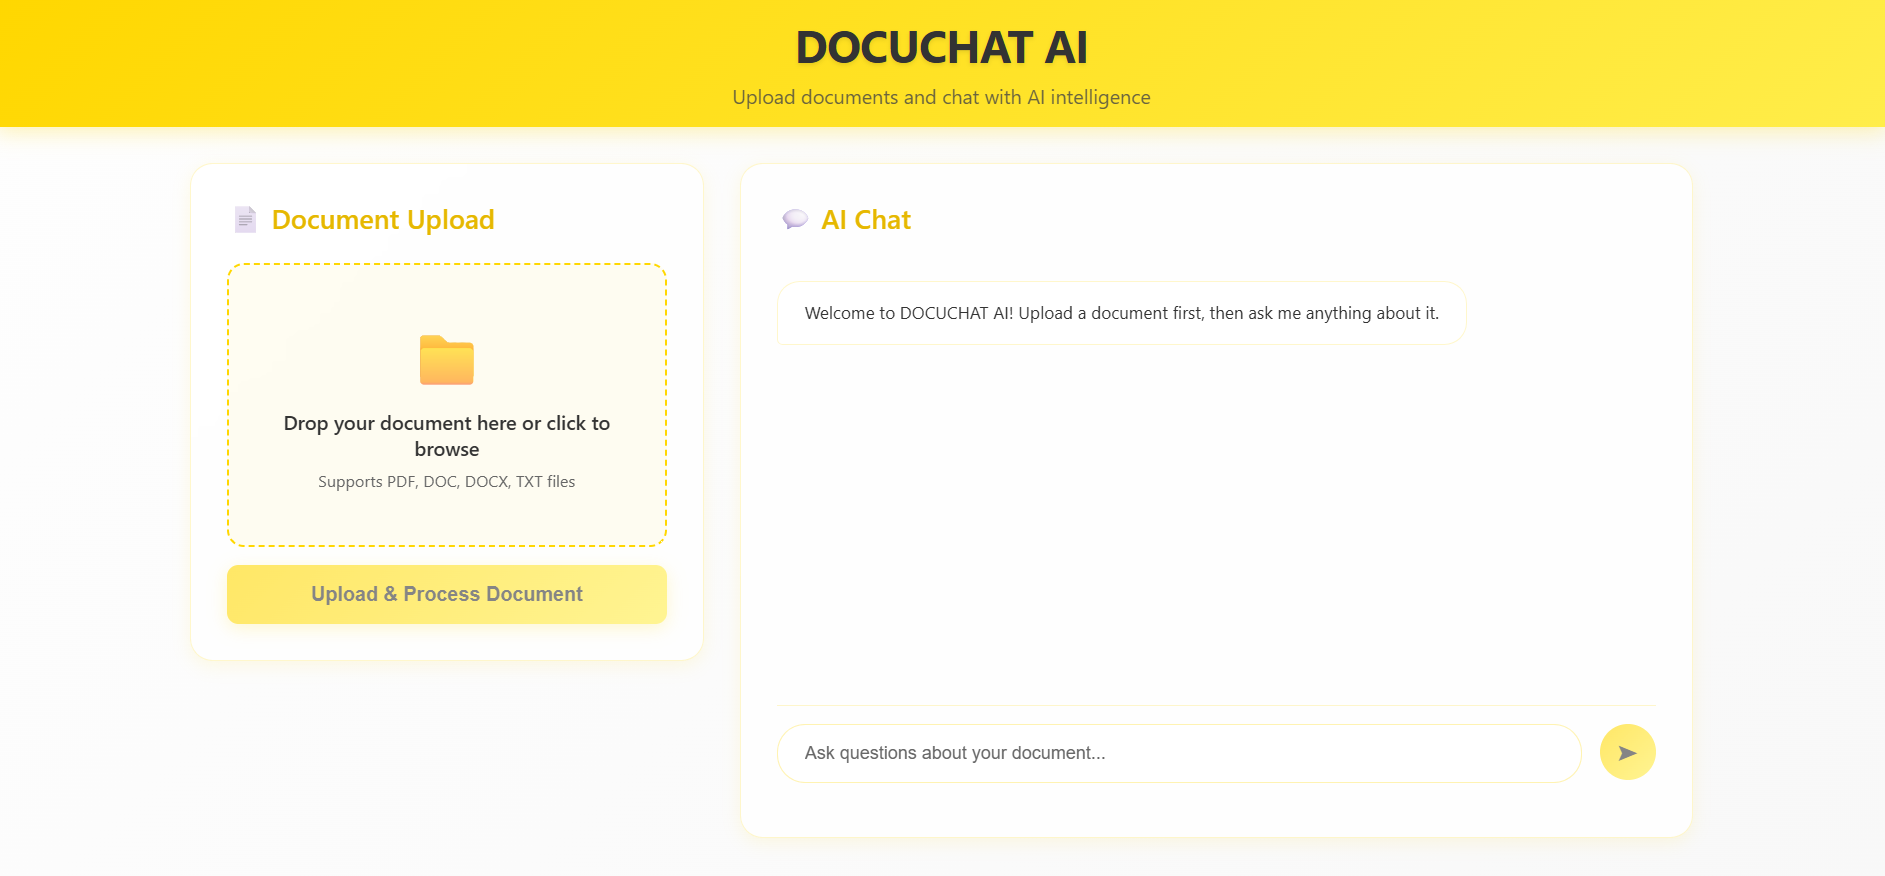 DOCUCHAT AI
Upload documents and chat with AI intelligence
Document Upload
Drop your document here or click to
browse
Supports PDF, DOC, DOCX, TXT files
Upload & Process Document
AI Chat
Welcome to DOCUCHAT AI! Upload a document first, then ask me anything about it.
Ask questions about your document...